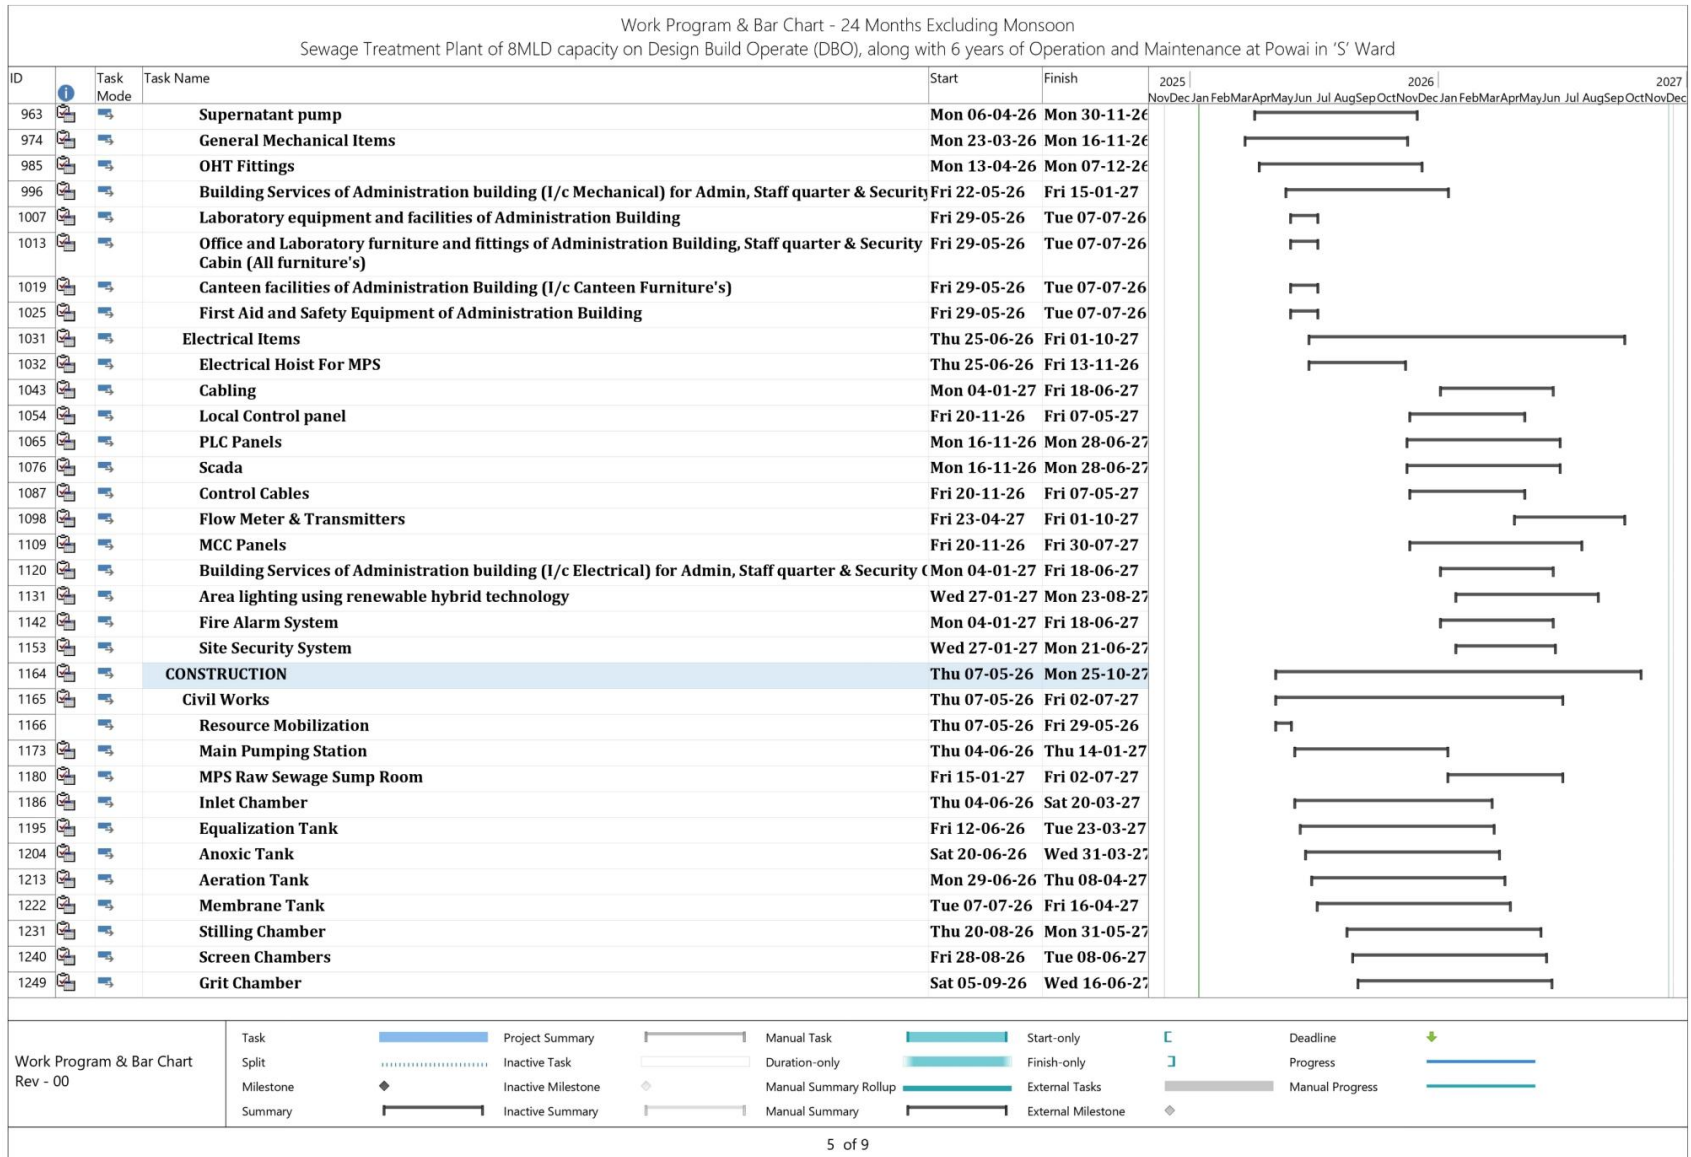 Work Program & Bar Chart - 24 Months Excluding Monsoon
Sewage Treatment Plant of 8MLD capacity on Design Build Operate (DBO), along with 6 years of Operation and Maintenance at Powai in ‘S’ Ward
ID Task Mode Task Name Start Finish 2025 2026 2027
Nov Dec Jan Feb Mar Apr May Jun Jul Aug Sep Oct Nov Dec Jan Feb Mar Apr May Jun Jul Aug Sep Oct Nov Dec
963 Supernatant pump Mon 06-04-26 Mon 30-11-26
974 General Mechanical Items Mon 23-03-26 Mon 16-11-26
985 OHT Fittings Mon 13-04-26 Mon 07-12-26
996 Building Services of Administration building (I/c Mechanical) for Admin, Staff quarter & Security Fri 22-05-26 Fri 15-01-27
1007 Laboratory equipment and facilities of Administration Building Fri 29-05-26 Tue 07-07-26
1013 Office and Laboratory furniture and fittings of Administration Building, Staff quarter & Security Fri 29-05-26 Tue 07-07-26
Cabin (All furniture's)
1019 Canteen facilities of Administration Building (I/c Canteen Furniture's) Fri 29-05-26 Tue 07-07-26
1025 First Aid and Safety Equipment of Administration Building Fri 29-05-26 Tue 07-07-26
1031 Electrical Items Thu 25-06-26 Fri 01-10-27
1032 Electrical Hoist For MPS Thu 25-06-26 Fri 13-11-26
1043 Cabling Mon 04-01-27 Fri 18-06-27
1054 Local Control panel Fri 20-11-26 Fri 07-05-27
1065 PLC Panels Mon 16-11-26 Mon 28-06-27
1076 Scada Mon 16-11-26 Mon 28-06-27
1087 Control Cables Fri 20-11-26 Fri 07-05-27
1098 Flow Meter & Transmitters Fri 23-04-27 Fri 01-10-27
1109 MCC Panels Fri 20-11-26 Fri 30-07-27
1120 Building Services of Administration building (I/c Electrical) for Admin, Staff quarter & Security Mon 04-01-27 Fri 18-06-27
1131 Area lighting using renewable hybrid technology Wed 27-01-27 Mon 23-08-27
1142 Fire Alarm System Mon 04-01-27 Fri 18-06-27
1153 Site Security System Wed 27-01-27 Mon 21-06-27
1164 CONSTRUCTION Thu 07-05-26 Mon 25-10-27
1165 Civil Works Thu 07-05-26 Fri 02-07-27
1166 Resource Mobilization Thu 07-05-26 Fri 29-05-26
1173 Main Pumping Station Thu 04-06-26 Thu 14-01-27
1180 MPS Raw Sewage Sump Room Fri 15-01-27 Fri 02-07-27
1186 Inlet Chamber Thu 04-06-26 Sat 20-03-27
1195 Equalization Tank Fri 12-06-26 Tue 23-03-27
1204 Anoxic Tank Sat 20-06-26 Wed 31-03-27
1213 Aeration Tank Mon 29-06-26 Thu 08-04-27
1222 Membrane Tank Tue 07-07-26 Fri 16-04-27
1231 Stilling Chamber Thu 20-08-26 Mon 31-05-27
1240 Screen Chambers Fri 28-08-26 Tue 08-06-27
1249 Grit Chamber Sat 05-09-26 Wed 16-06-27
Work Program & Bar Chart
Rev - 00
Task Project Summary Manual Task Start-only Deadline
Split Inactive Task Duration-only Finish-only Progress
Milestone Inactive Milestone Manual Summary Rollup External Tasks Manual Progress
Summary Inactive Summary Manual Summary External Milestone
5 of 9